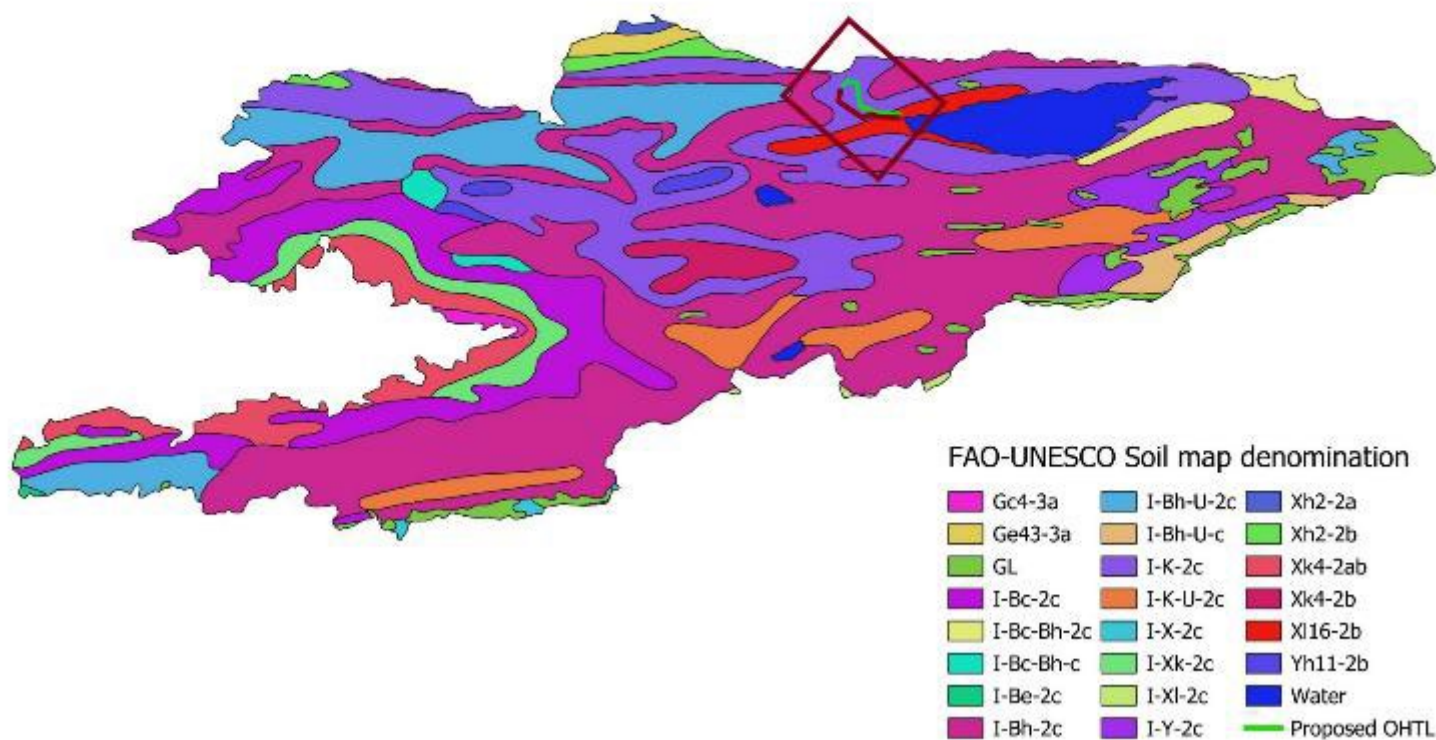 FAO-UNESCO Soil map denomination
Gc4-3a
Ge43-3a
GL
I-Bc-2c
I-Bc-Bh-2c
I-Bc-Bh-c
I-Be-2c
I-Bh-2c
I-Bh-U-2c
I-Bh-U-c
I-K-2c
I-K-U-2c
I-X-2c
I-Xk-2c
I-Xl-2c
I-Y-2c
Xh2-2a
Xh2-2b
Xk4-2ab
Xk4-2b
Xl16-2b
Yh11-2b
Water
Proposed OHTL